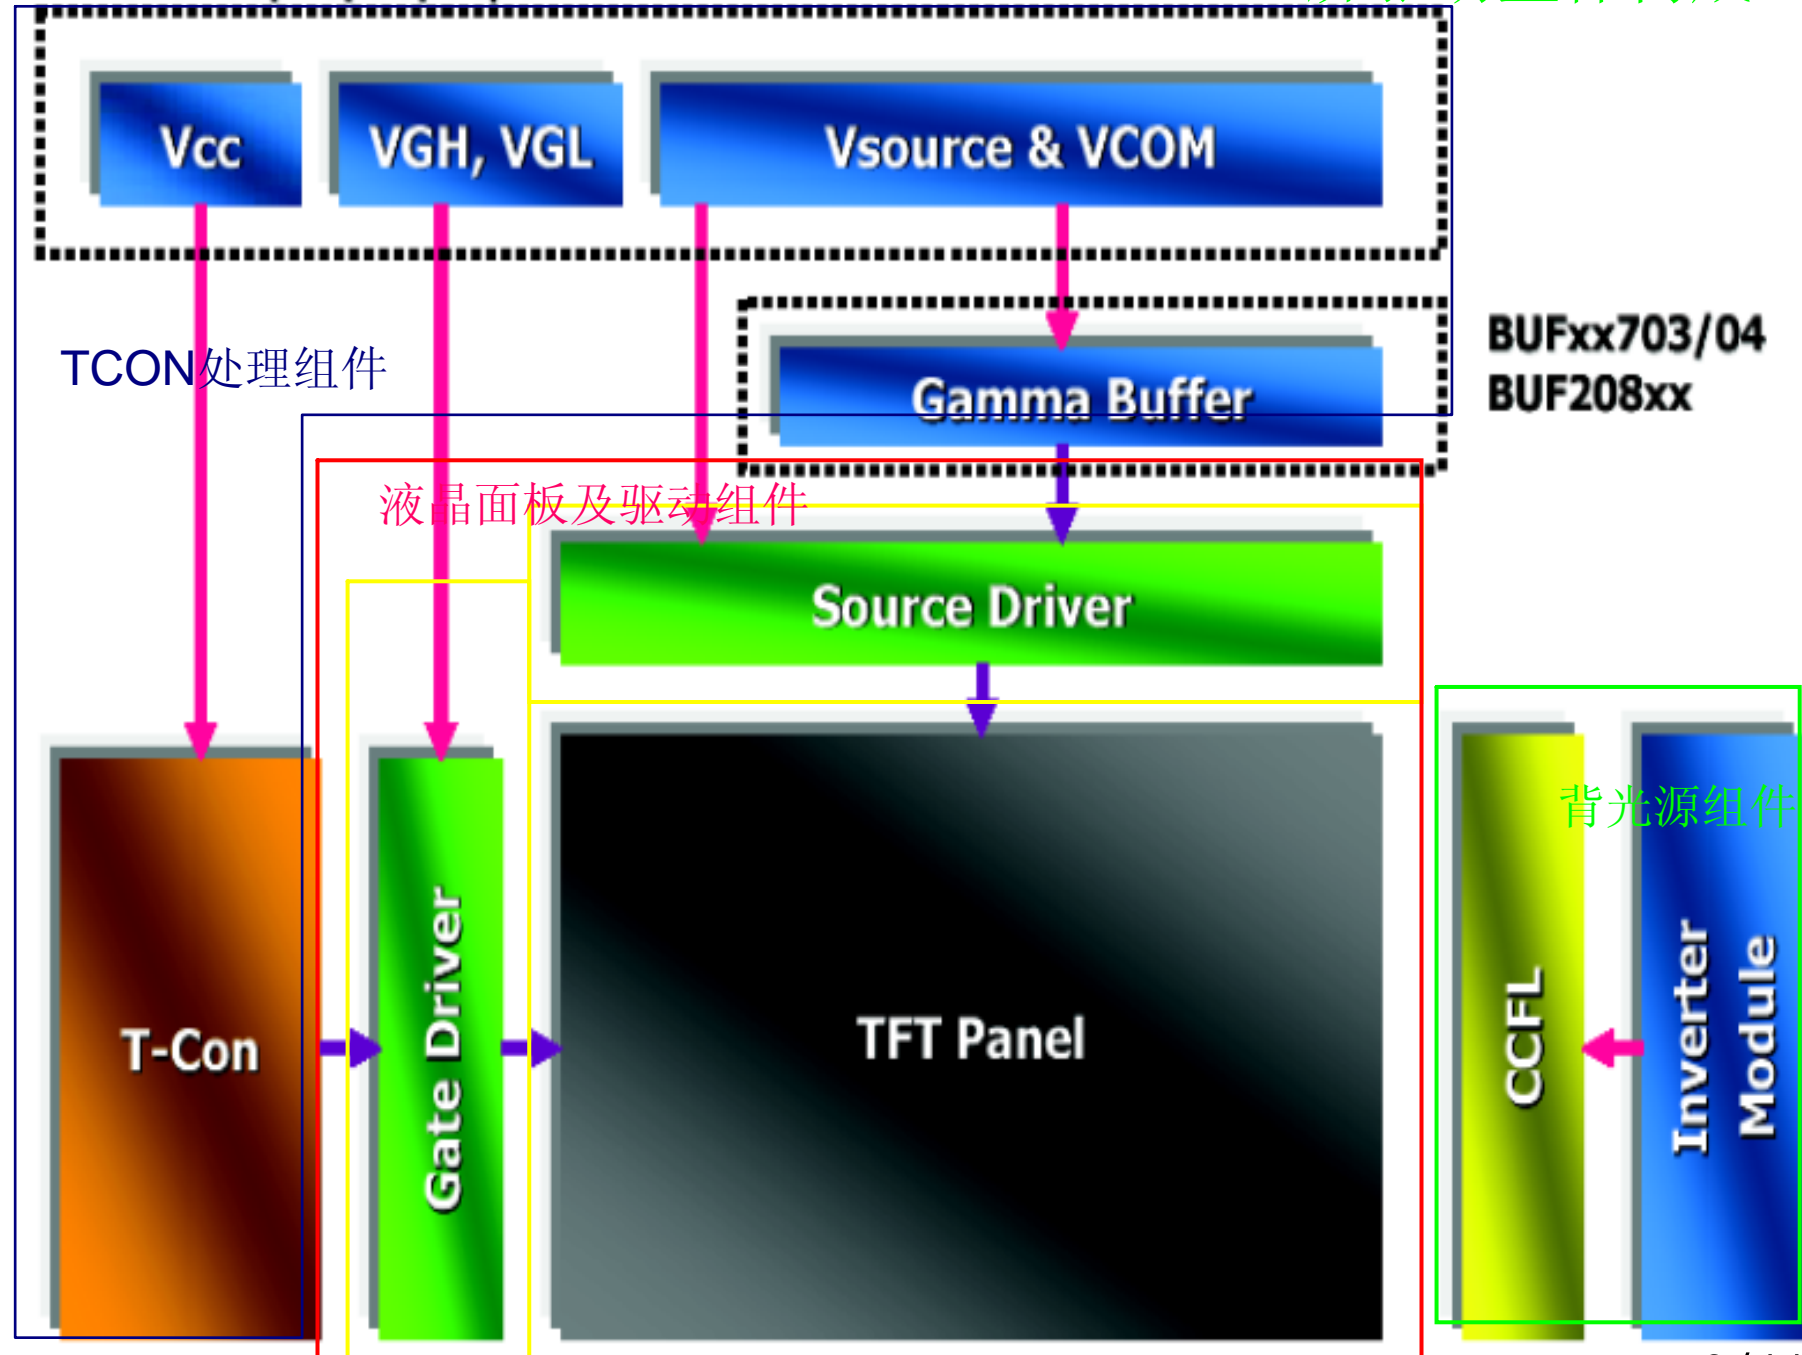 Vcc
VGH, VGL
Vsource & VCOM
BUFxx703/04
BUF208xx
TCON处理组件
Gamma Buffer
液晶面板及驱动组件
Source Driver
背光源组件
T-Con
Gate Driver
TFT Panel
CCFL
Inverter
Module